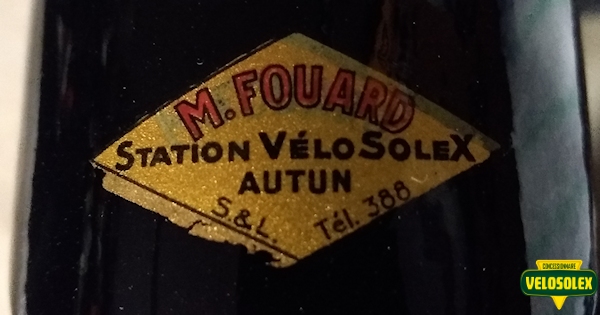 M. FOUARD
STATION VÉLOSOLEX
AUTUN
S.&L. Tél. 388
CONCESSIONNAIRE
VELOSOLEX